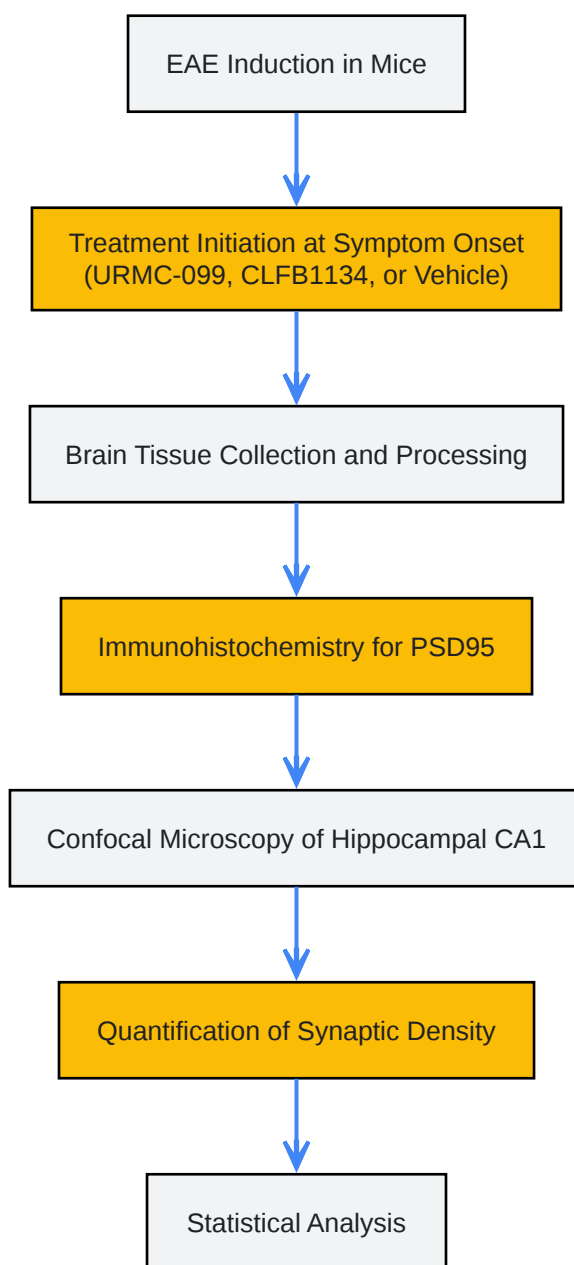 EAE Induction in Mice
Treatment Initiation at Symptom Onset
(URMC-099, CLFB1134, or Vehicle)
Brain Tissue Collection and Processing
Immunohistochemistry for PSD95
Confocal Microscopy of Hippocampal CA1
Quantification of Synaptic Density
Statistical Analysis